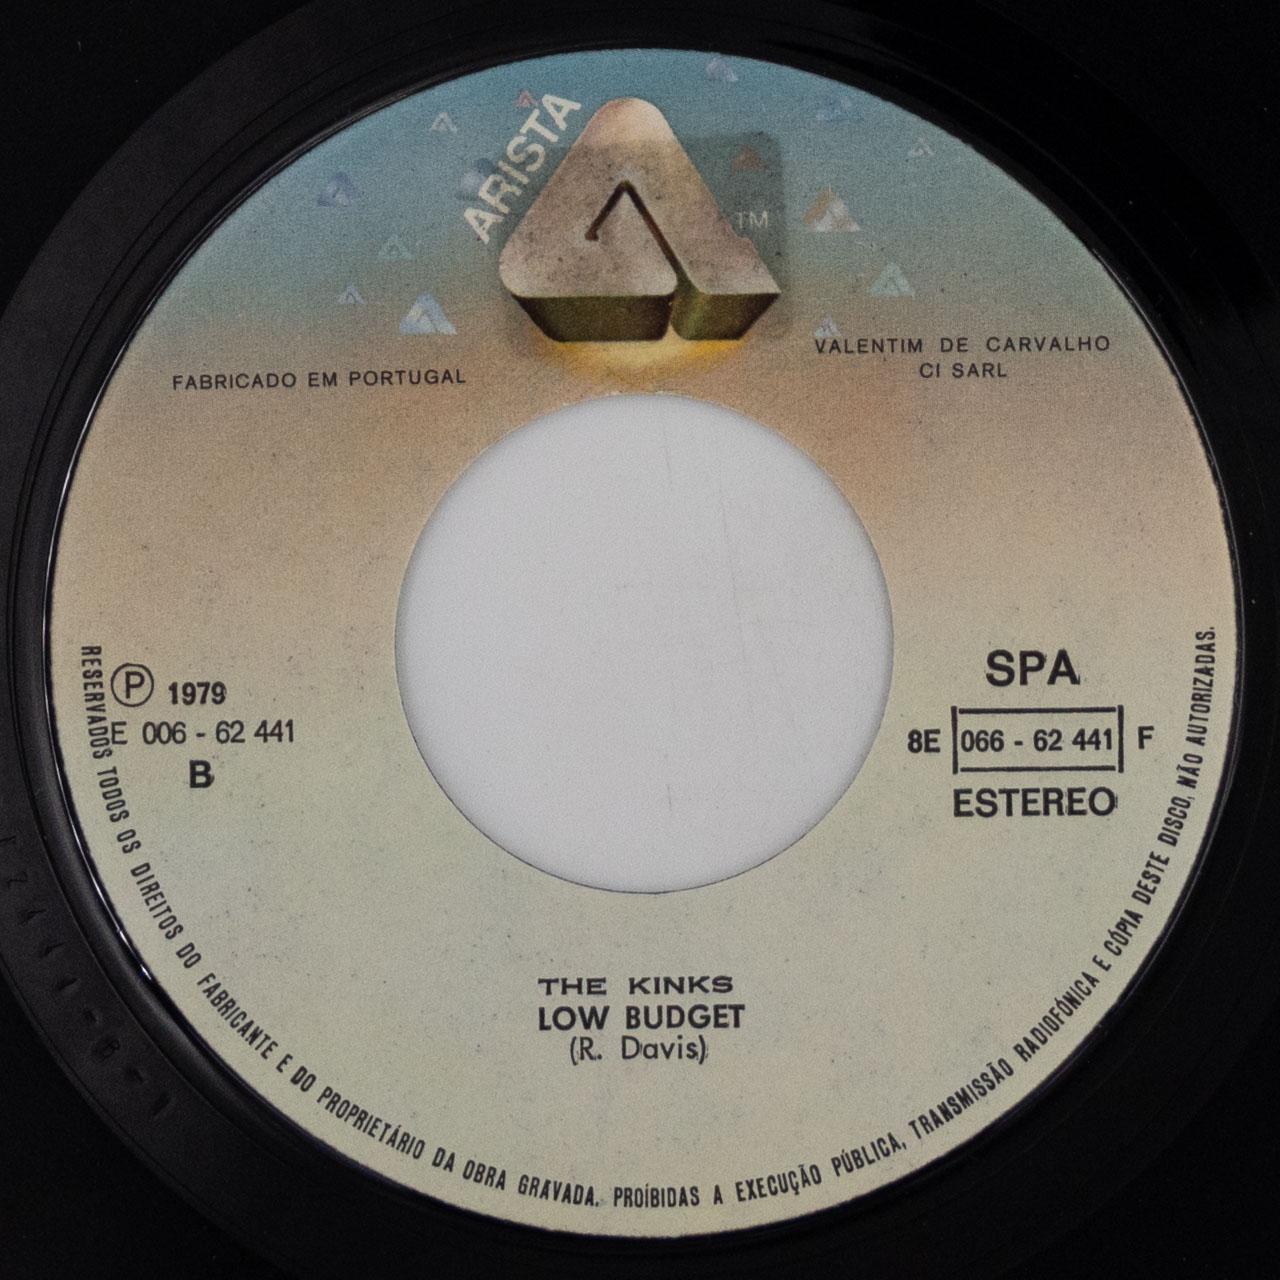 ARISTA
TM
FABRICADO EM PORTUGAL
VALENTIM DE CARVALHO
CI SARL
Ⓟ 1979
E 006 - 62 441
B
SPA
8E 066 - 62 441 F
ESTEREO
THE KINKS
LOW BUDGET
(R. Davis)
RESERVADOS TODOS OS DIREITOS DO FABRICANTE E DO PROPRIETÁRIO DA OBRA GRAVADA. PROÍBIDAS A EXECUÇÃO PÚBLICA, TRANSMISSÃO RADIOFÓNICA E CÓPIA DESTE DISCO, NÃO AUTORIZADAS.